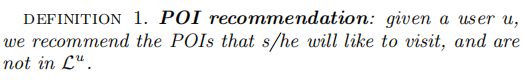 DEFINITION 1. POI recommendation: given a user u,
we recommend the POIs that s/he will like to visit, and are
not in ℒᵘ.